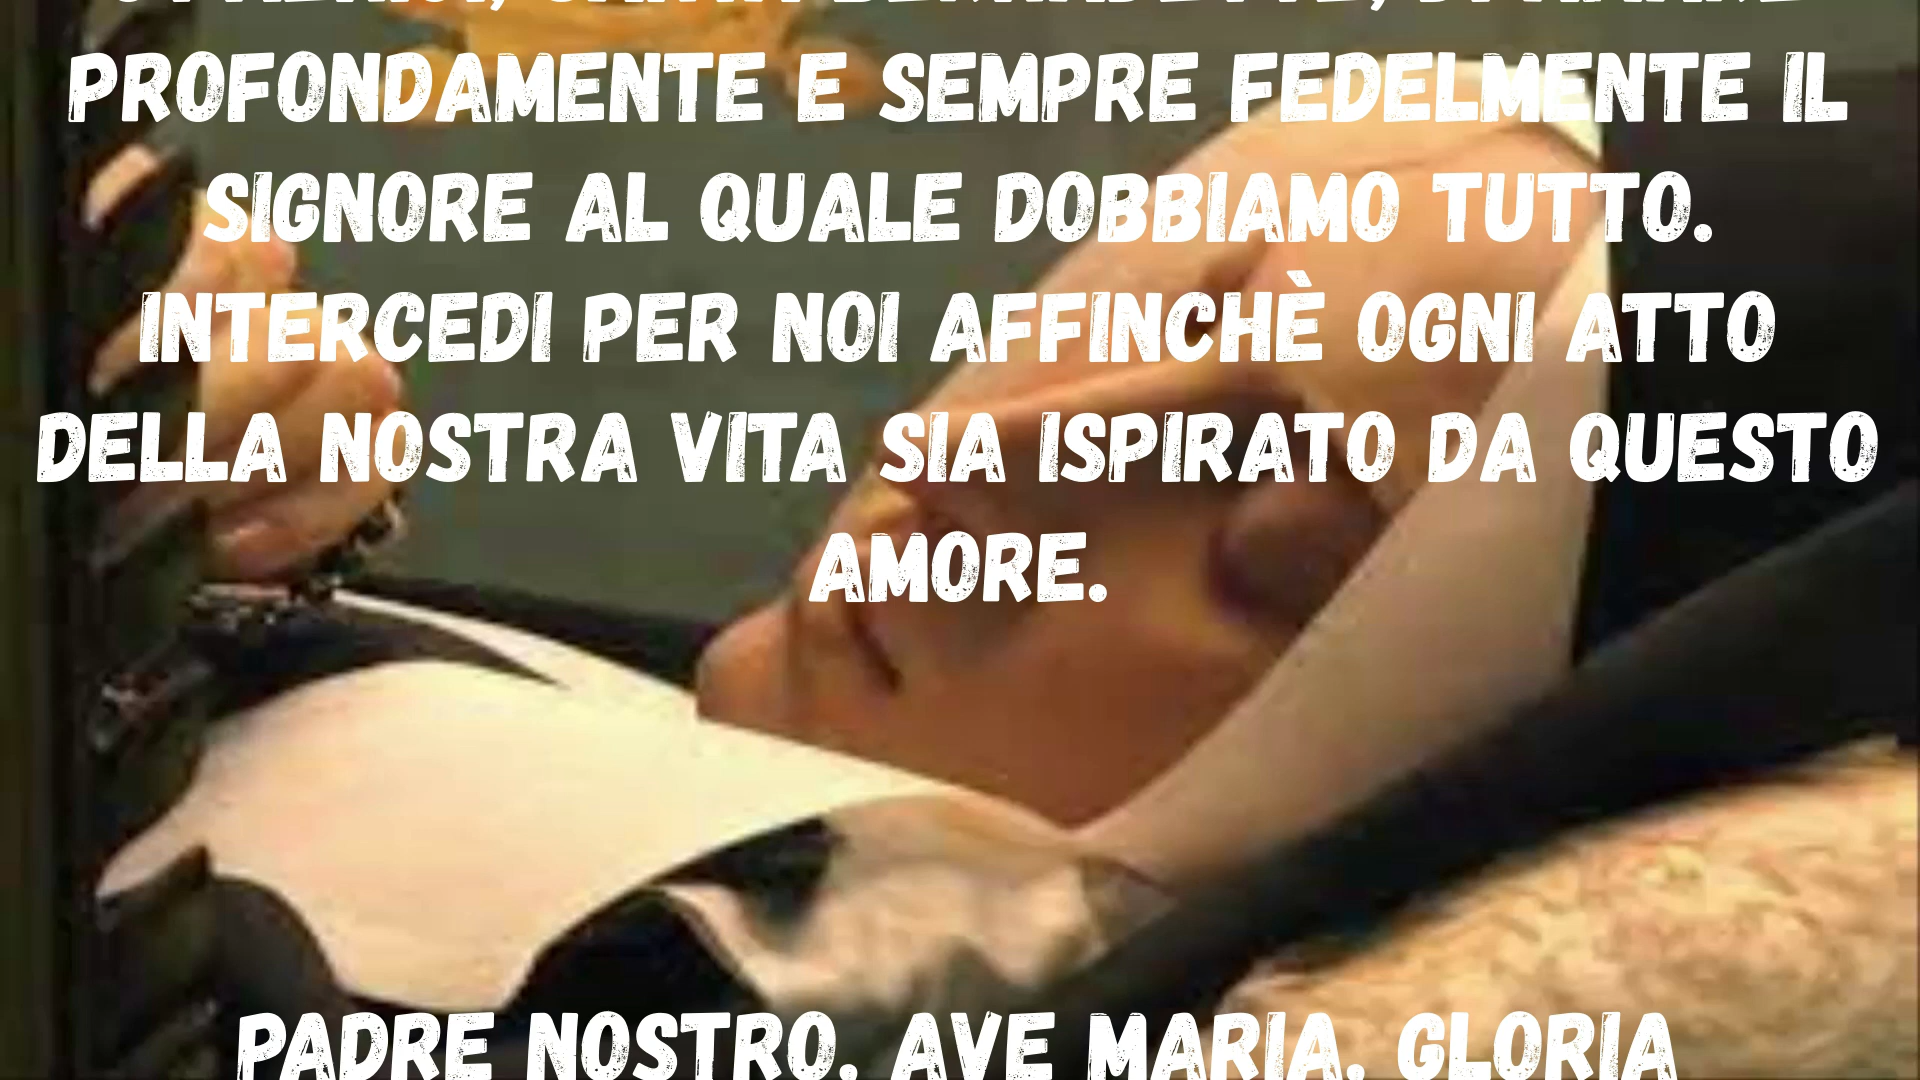 PROFONDAMENTE E SEMPRE FEDELMENTE IL
SIGNORE AL QUALE DOBBIAMO TUTTO.
INTERCEDI PER NOI AFFINCHÈ OGNI ATTO
DELLA NOSTRA VITA SIA ISPIRATO DA QUESTO
AMORE.
PADRE NOSTRO, AVE MARIA, GLORIA